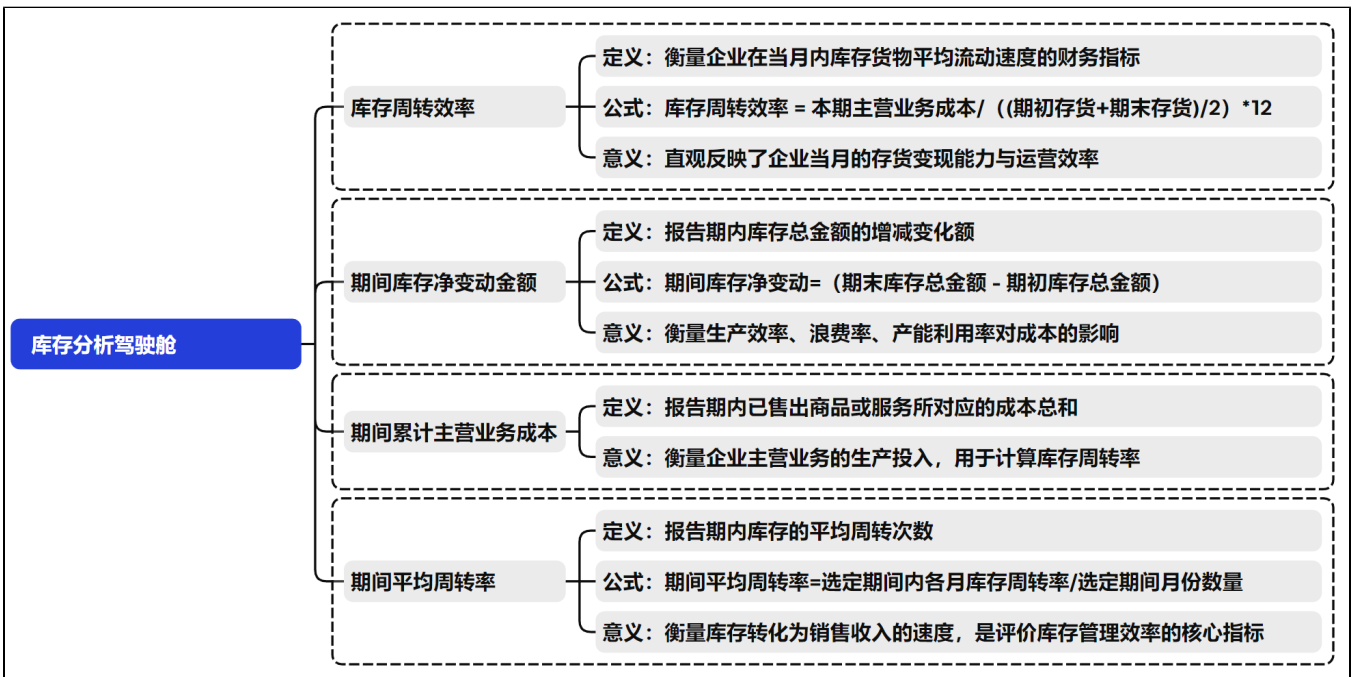 库存分析驾驶舱
库存周转效率
定义：衡量企业在当月内库存货物平均流动速度的财务指标
公式：库存周转效率 = 本期主营业务成本/（(期初存货+期末存货)/2）*12
意义：直观反映了企业当月的存货变现能力与运营效率
期间库存净变动金额
定义：报告期内库存总金额的增减变化额
公式：期间库存净变动=（期末库存总金额 - 期初库存总金额）
意义：衡量生产效率、浪费率、产能利用率对成本的影响
期间累计主营业务成本
定义：报告期内已售出商品或服务所对应的成本总和
意义：衡量企业主营业务的生产投入，用于计算库存周转率
期间平均周转率
定义：报告期内库存的平均周转次数
公式：期间平均周转率=选定期间内各月库存周转率/选定期间月份数量
意义：衡量库存转化为销售收入的速度，是评价库存管理效率的核心指标